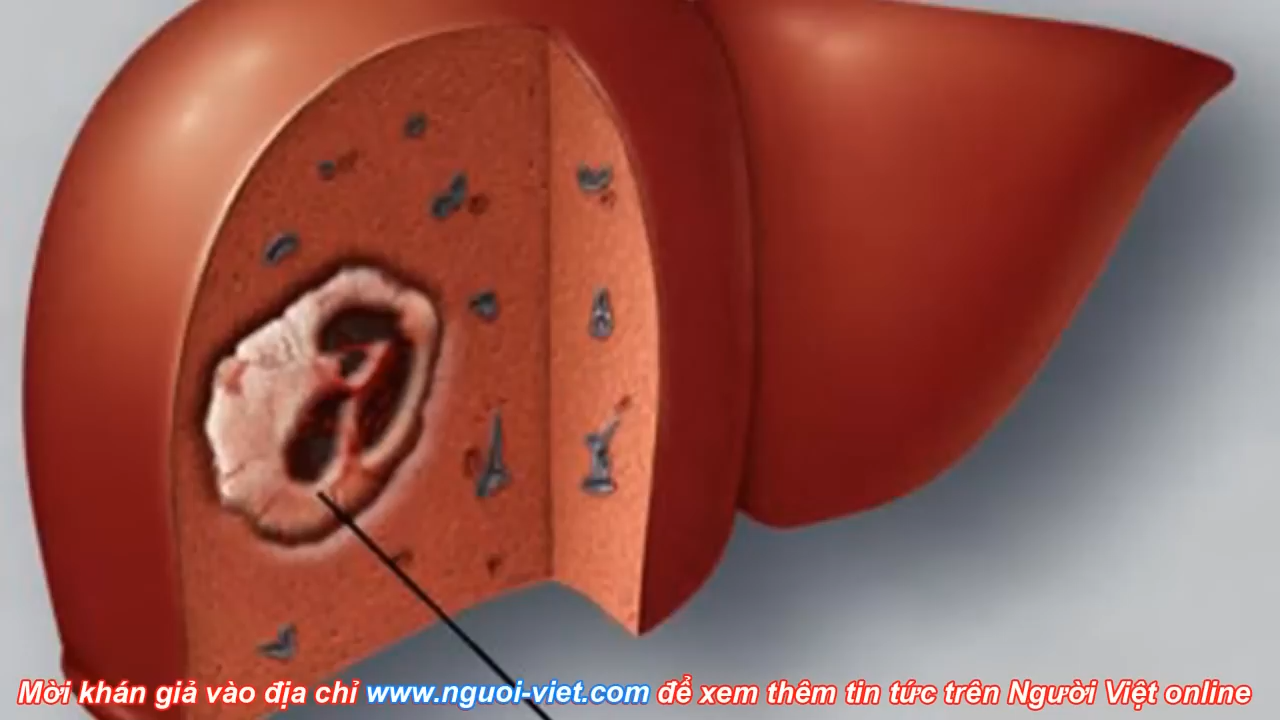 Mời khán giả vào địa chỉ www.nguoi-viet.com để xem thêm tin tức trên Người Việt online